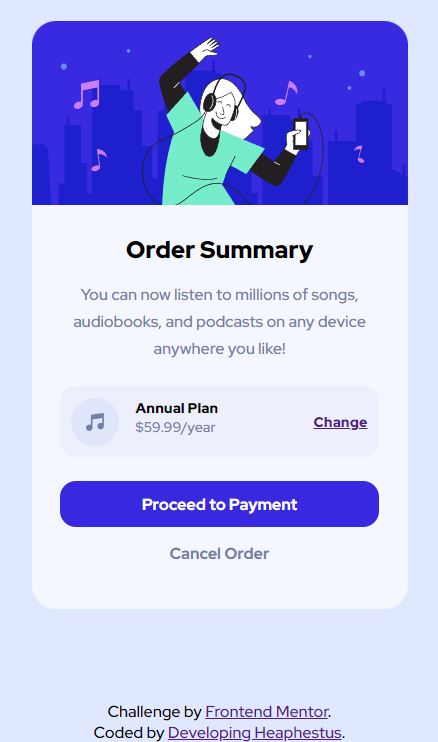 Order Summary
You can now listen to millions of songs,
audiobooks, and podcasts on any device
anywhere you like!
Annual Plan
$59.99/year
Change
Proceed to Payment
Cancel Order
Challenge by Frontend Mentor.
Coded by Developing Heaphestus.